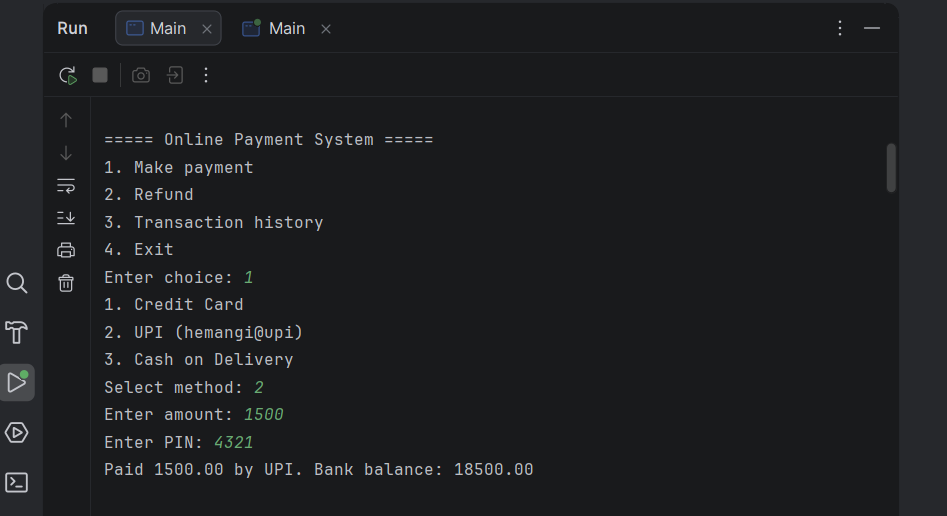 Run Main Main
===== Online Payment System =====
1. Make payment
2. Refund
3. Transaction history
4. Exit
Enter choice: 1
1. Credit Card
2. UPI (hemangi@upi)
3. Cash on Delivery
Select method: 2
Enter amount: 1500
Enter PIN: 4321
Paid 1500.00 by UPI. Bank balance: 18500.00